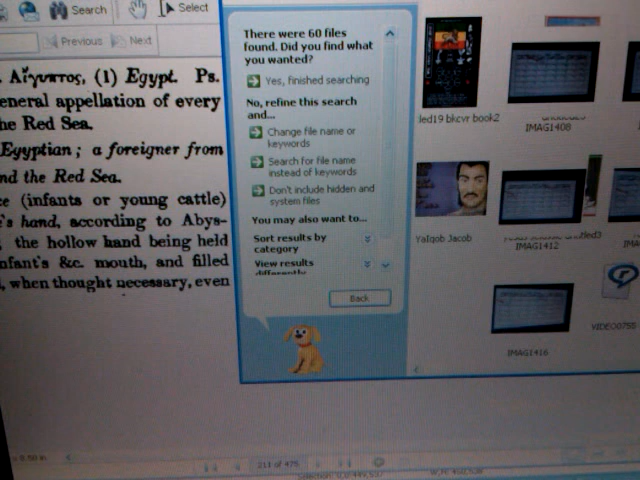 Search
Select
Previous
Next
Αἴγυπτος, (1) Egypt. Ps.
eneral appellation of every
he Red Sea.
Egyptian; a foreigner from
nd the Red Sea.
(infants or young cattle)
's hand, according to Abys-
the hollow hand being held
nfant's &c. mouth, and filled
, when thought necessary, even
There were 60 files
found. Did you find what
you wanted?
Yes, finished searching
No, refine this search
and...
Change file name or
keywords
Search for file name
instead of keywords
Don't include hidden and
system files
You may also want to...
Sort results by
category
View results
differently
Back
led19 bkcvr book2
IMAG1408
IMA
YaIqob Jacob
IMAG1412
tled3
IMA
IMAG1416
VIDEO0755
211 of 475